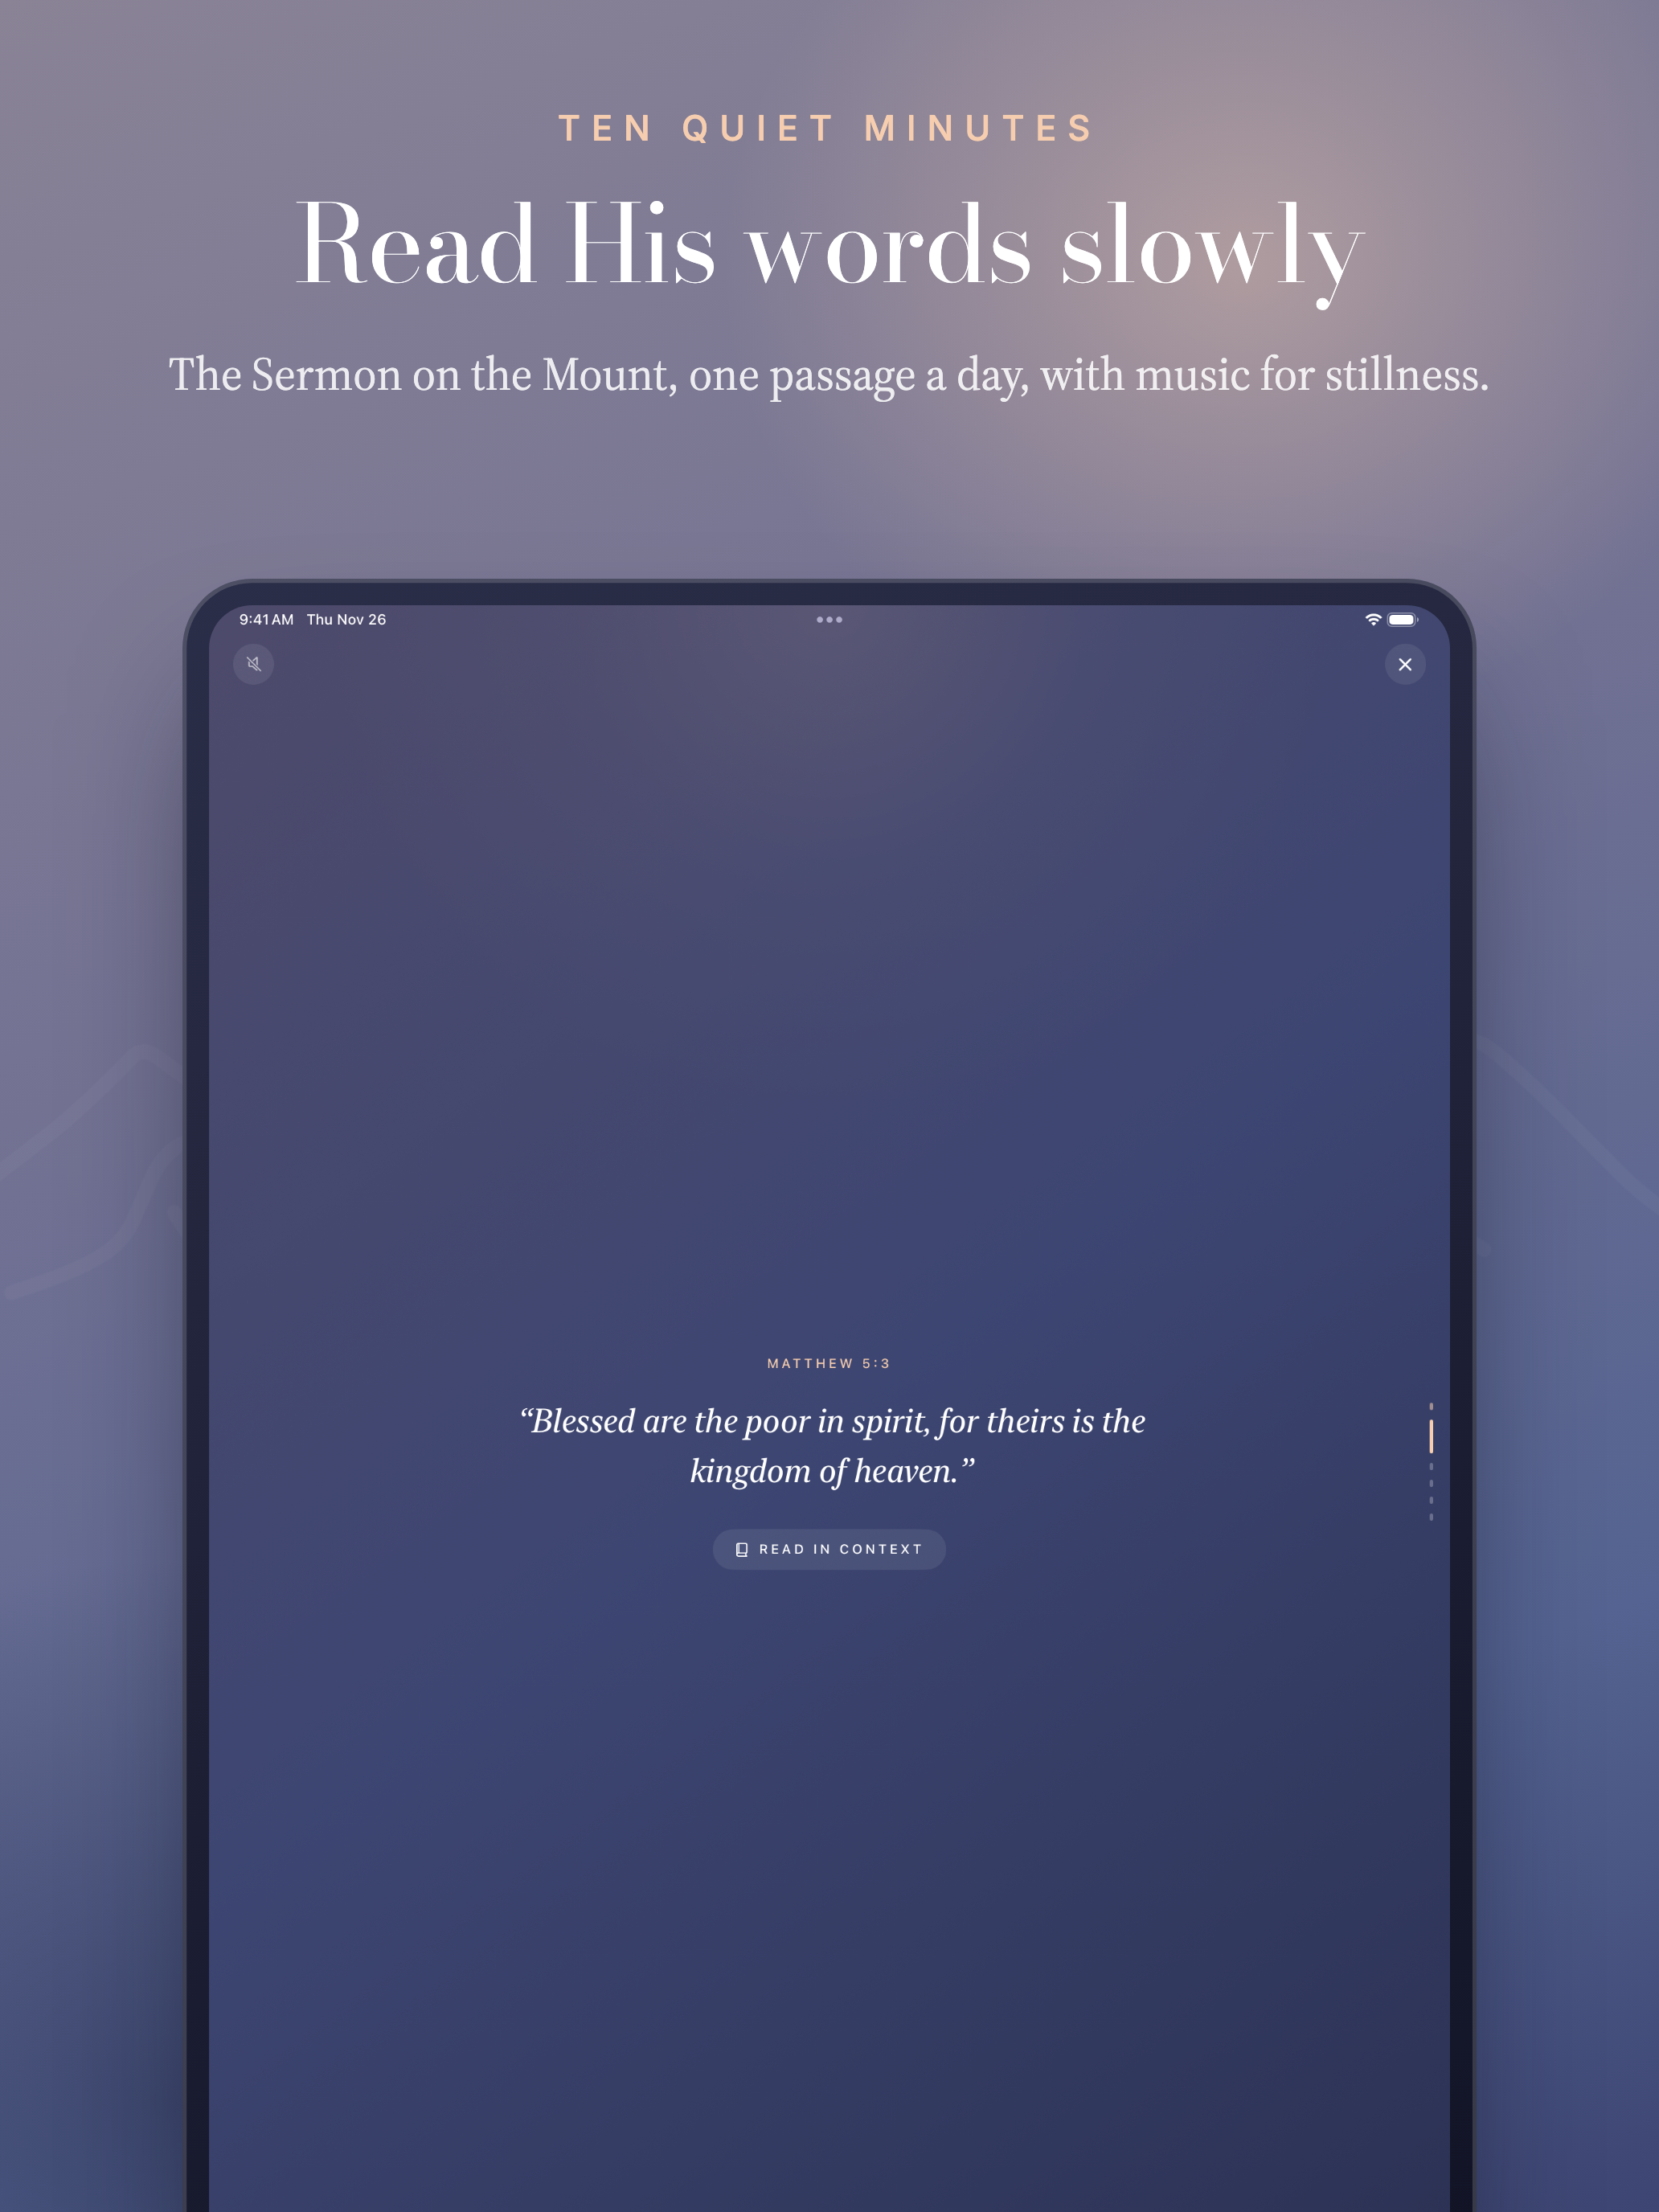 TEN QUIET MINUTES
Read His words slowly
The Sermon on the Mount, one passage a day, with music for stillness.
9:41 AM Thu Nov 26
MATTHEW 5:3
“Blessed are the poor in spirit, for theirs is the
kingdom of heaven.”
READ IN CONTEXT